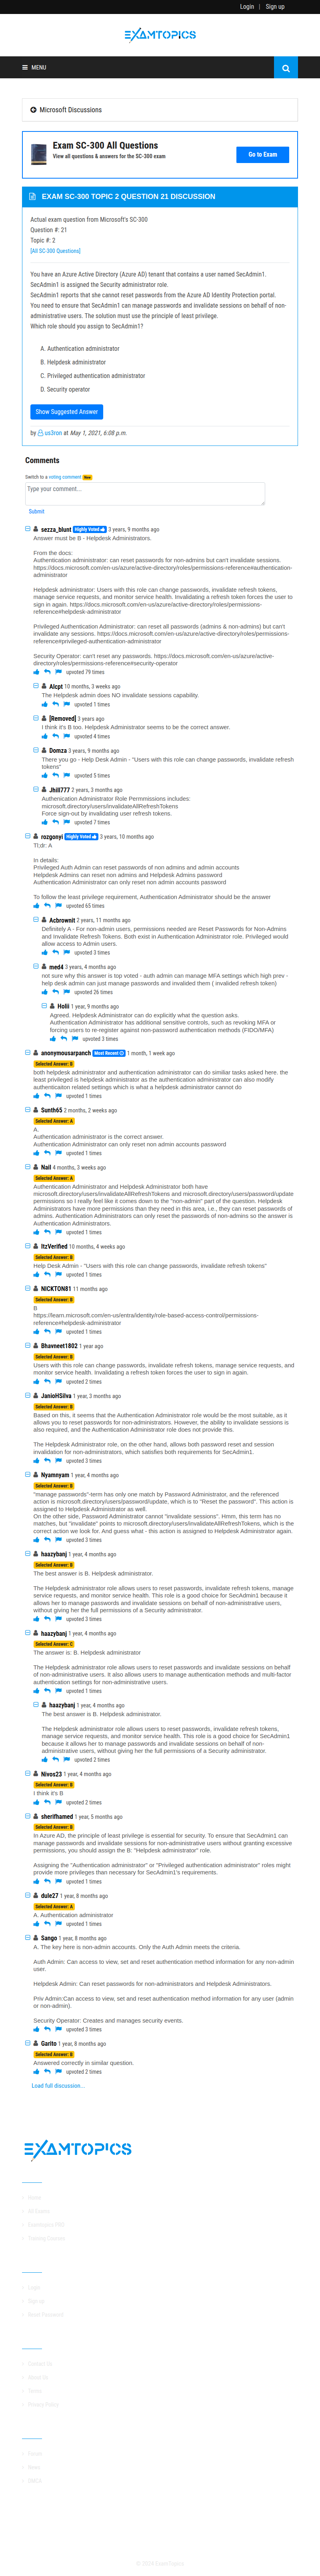 Login | Sign up
EXAMTOPICS
MENU
Microsoft Discussions
Exam SC-300 All Questions
View all questions & answers for the SC-300 exam
Go to Exam
EXAM SC-300 TOPIC 2 QUESTION 21 DISCUSSION
Actual exam question from Microsoft's SC-300
Question #: 21
Topic #: 2
[All SC-300 Questions]
You have an Azure Active Directory (Azure AD) tenant that contains a user named SecAdmin1.
SecAdmin1 is assigned the Security administrator role.
SecAdmin1 reports that she cannot reset passwords from the Azure AD Identity Protection portal.
You need to ensure that SecAdmin1 can manage passwords and invalidate sessions on behalf of non-
administrative users. The solution must use the principle of least privilege.
Which role should you assign to SecAdmin1?
A. Authentication administrator
B. Helpdesk administrator
C. Privileged authentication administrator
D. Security operator
Show Suggested Answer
by us3ron at May 1, 2021, 6:08 p.m.
Comments
Switch to a voting comment New
Type your comment...
Submit
sezza_blunt Highly Voted 3 years, 9 months ago
Answer must be B - Helpdesk Administrators.
From the docs:
Authentication administrator: can reset passwords for non-admins but can't invalidate sessions.
https://docs.microsoft.com/en-us/azure/active-directory/roles/permissions-reference#authentication-
administrator
Helpdesk administrator: Users with this role can change passwords, invalidate refresh tokens,
manage service requests, and monitor service health. Invalidating a refresh token forces the user to
sign in again. https://docs.microsoft.com/en-us/azure/active-directory/roles/permissions-
reference#helpdesk-administrator
Privileged Authentication Administrator: can reset all passwords (admins & non-admins) but can't
invalidate sessions. https://docs.microsoft.com/en-us/azure/active-directory/roles/permissions-
reference#privileged-authentication-administrator
Security Operator: can't reset any passwords. https://docs.microsoft.com/en-us/azure/active-
directory/roles/permissions-reference#security-operator
upvoted 79 times
Alcpt 10 months, 3 weeks ago
The Helpdesk admin does NO invalidate sessions capability.
upvoted 1 times
[Removed] 3 years ago
I think it's B too. Helpdesk Administrator seems to be the correct answer.
upvoted 4 times
Domza 3 years, 9 months ago
There you go - Help Desk Admin - "Users with this role can change passwords, invalidate refresh
tokens"
upvoted 5 times
Jhill777 2 years, 3 months ago
Authenication Administrator Role Permissions includes:
microsoft.directory/users/invalidateAllRefreshTokens
Force sign-out by invalidating user refresh tokens.
upvoted 7 times
rozgonyi Highly Voted 3 years, 10 months ago
Tl;dr: A
In details:
Privileged Auth Admin can reset passwords of non admins and admin accounts
Helpdesk Admins can reset non admins and Helpdesk Admins password
Authentication Administrator can only reset non admin accounts password
To follow the least privilege requirement, Authentication Administrator should be the answer
upvoted 65 times
Acbrownit 2 years, 11 months ago
Definitely A - For non-admin users, permissions needed are Reset Passwords for Non-Admins
and Invalidate Refresh Tokens. Both exist in Authentication Administrator role. Privileged would
allow access to Admin users.
upvoted 3 times
med4 3 years, 4 months ago
not sure why this answer is top voted - auth admin can manage MFA settings which high prev -
help desk admin can just manage passwords and invalided them ( invalided refresh token)
upvoted 26 times
Holii 1 year, 9 months ago
Agreed. Helpdesk Administrator can do explicitly what the question asks.
Authentication Administrator has additional sensitive controls, such as revoking MFA or
forcing users to re-register against non-password authentication methods (FIDO/MFA)
upvoted 3 times
anonymousarpanch Most Recent 1 month, 1 week ago
Selected Answer: B
both helpdesk administrator and authentication administrator can do similiar tasks asked here. the
least privileged is helpdesk administrator as the authentication administrator can also modify
authentication related settings which is what a helpdesk administrator cannot do
upvoted 1 times
Sunth65 2 months, 2 weeks ago
Selected Answer: A
A.
Authentication administrator is the correct answer.
Authentication Administrator can only reset non admin accounts password
upvoted 1 times
Nail 4 months, 3 weeks ago
Selected Answer: A
Authentication Administrator and Helpdesk Administrator both have
microsoft.directory/users/invalidateAllRefreshTokens and microsoft.directory/users/password/update
permissions so I really feel like it comes down to the "non-admin" part of the question. Helpdesk
Administrators have more permissions than they need in this area, i.e., they can reset passwords of
some admins. Authentication Administrators can only reset the passwords of non-admins so the answer is
Authentication Administrators.
upvoted 1 times
ItzVerified 10 months, 4 weeks ago
Selected Answer: B
Help Desk Admin - "Users with this role can change passwords, invalidate refresh tokens"
upvoted 1 times
NICKTON81 11 months ago
Selected Answer: B
B
https://learn.microsoft.com/en-us/entra/identity/role-based-access-control/permissions-
reference#helpdesk-administrator
upvoted 1 times
Bhavneet1802 1 year ago
Selected Answer: B
Users with this role can change passwords, invalidate refresh tokens, manage service requests, and
monitor service health. Invalidating a refresh token forces the user to sign in again.
upvoted 2 times
JanioHSilva 1 year, 3 months ago
Selected Answer: B
Based on this, it seems that the Authentication Administrator role would be the most suitable, as it
allows you to reset passwords for non-administrators. However, the ability to invalidate sessions is
also required, and the Authentication Administrator role does not provide this.
The Helpdesk Administrator role, on the other hand, allows both password reset and session
invalidation for non-administrators, which satisfies both requirements for SecAdmin1.
upvoted 3 times
Nyamnyam 1 year, 4 months ago
Selected Answer: B
"manage passwords"-term has only one match by Password Administrator, and the referenced
action is microsoft.directory/users/password/update, which is to "Reset the password". This action is
assigned to Helpdesk Administrator as well.
On the other side, Password Administrator cannot "invalidate sessions". Hmm, this term has no
matches, but "invalidate" points to microsoft.directory/users/invalidateAllRefreshTokens, which is the
correct action we look for. And guess what - this action is assigned to Helpdesk Administrator again.
upvoted 3 times
haazybanj 1 year, 4 months ago
Selected Answer: B
The best answer is B. Helpdesk administrator.
The Helpdesk administrator role allows users to reset passwords, invalidate refresh tokens, manage
service requests, and monitor service health. This role is a good choice for SecAdmin1 because it
allows her to manage passwords and invalidate sessions on behalf of non-administrative users, without
giving her the full permissions of a Security administrator.
upvoted 3 times
haazybanj 1 year, 4 months ago
Selected Answer: C
The answer is: B. Helpdesk administrator
The Helpdesk administrator role allows users to reset passwords and invalidate sessions on behalf
of non-administrative users. It also allows users to manage authentication methods and multi-factor
authentication settings for non-administrative users.
upvoted 1 times
haazybanj 1 year, 4 months ago
The best answer is B. Helpdesk administrator.
The Helpdesk administrator role allows users to reset passwords, invalidate refresh tokens,
manage service requests, and monitor service health. This role is a good choice for SecAdmin1
because it allows her to manage passwords and invalidate sessions on behalf of non-
administrative users, without giving her the full permissions of a Security administrator.
upvoted 2 times
Nivos23 1 year, 4 months ago
Selected Answer: B
I think it's B
upvoted 2 times
sherifhamed 1 year, 5 months ago
Selected Answer: B
In Azure AD, the principle of least privilege is essential for security. To ensure that SecAdmin1 can
manage passwords and invalidate sessions for non-administrative users without granting excessive
permissions, you should assign the B. "Helpdesk administrator" role.
Assigning the "Authentication administrator" or "Privileged authentication administrator" roles might
provide more privileges than necessary for SecAdmin1's requirements.
upvoted 1 times
dule27 1 year, 8 months ago
Selected Answer: A
A. Authentication administrator
upvoted 1 times
Sango 1 year, 8 months ago
A. The key here is non-admin accounts. Only the Auth Admin meets the criteria.
Auth Admin: Can access to view, set and reset authentication method information for any non-admin
user.
Helpdesk Admin: Can reset passwords for non-administrators and Helpdesk Administrators.
Priv Admin:Can access to view, set and reset authentication method information for any user (admin
or non-admin).
Security Operator: Creates and manages security events.
upvoted 3 times
Garito 1 year, 8 months ago
Selected Answer: B
Answered correctly in similar question.
upvoted 2 times
Load full discussion...
EXAMTOPICS
Home
All Exams
Login
Sign up
Reset Password
Contact Us
About Us
Terms
Privacy Policy
Forum
News
DMCA